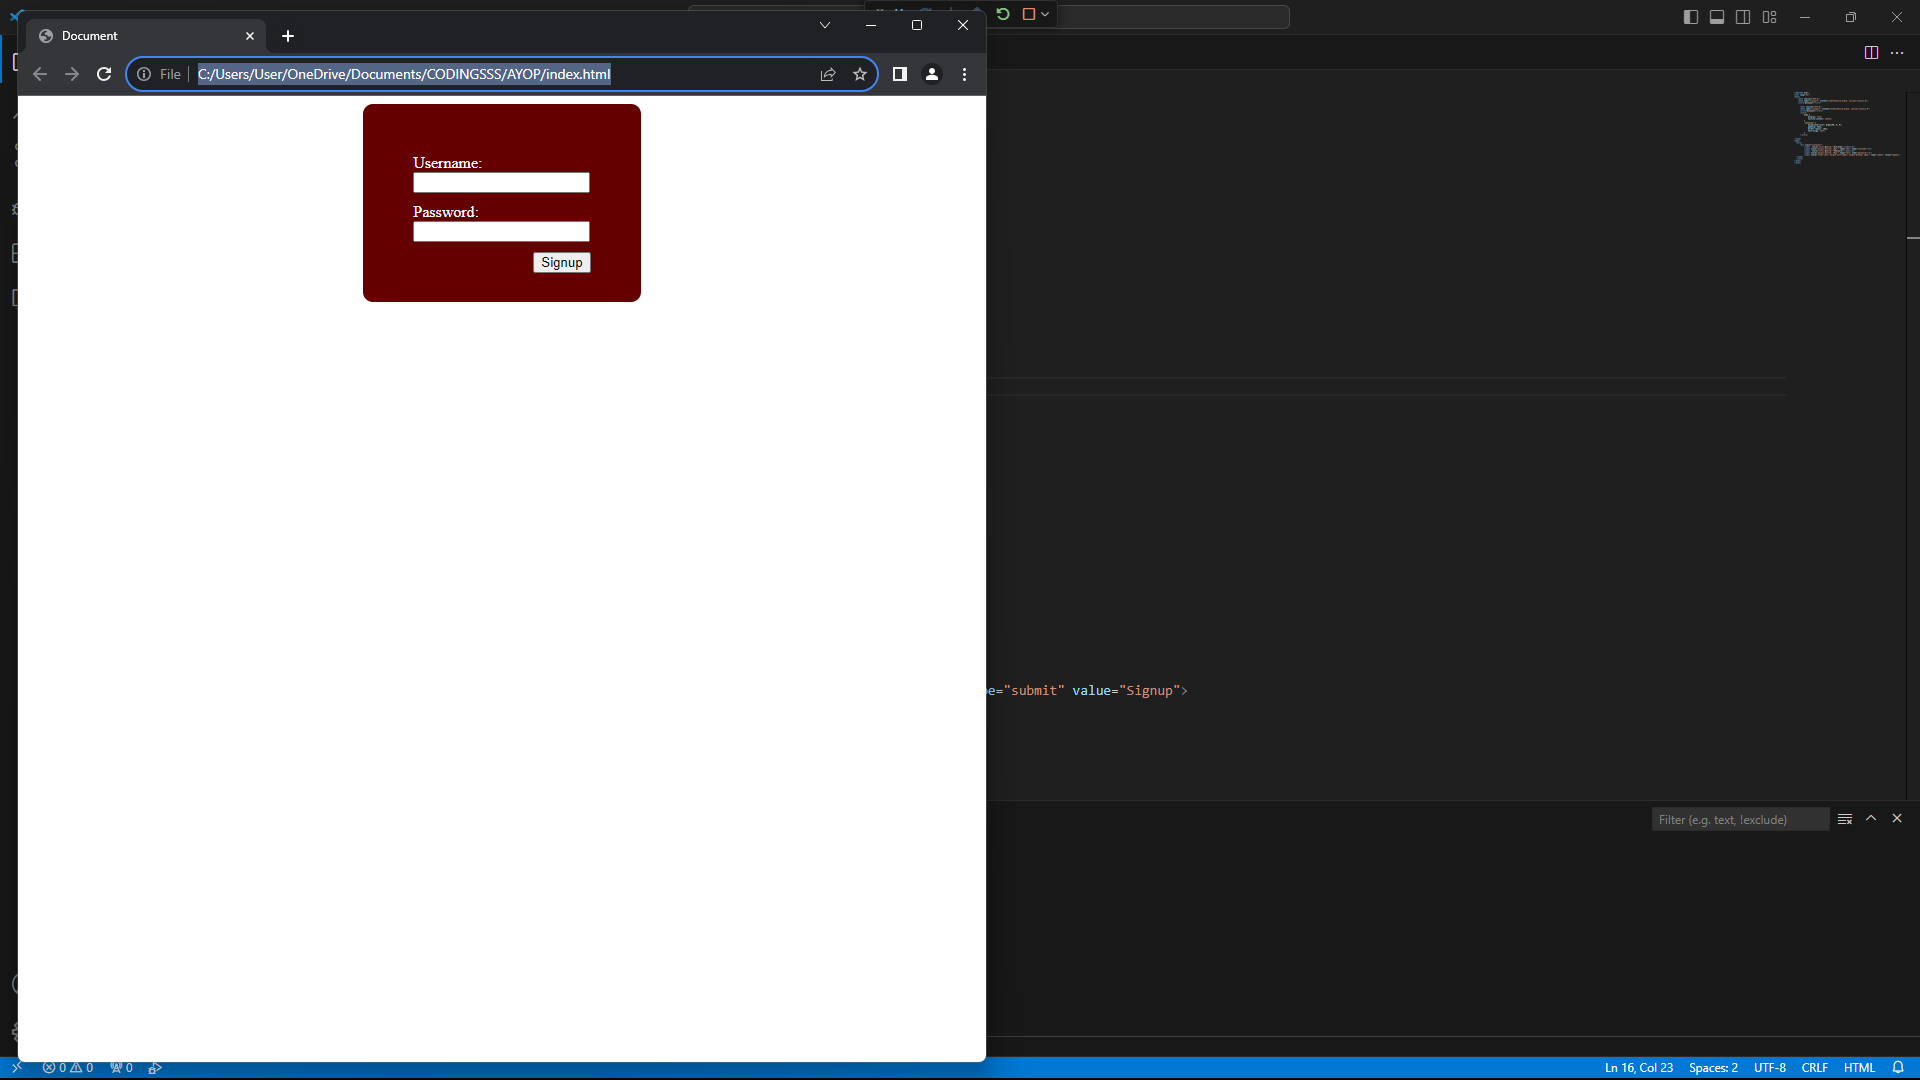 Document
File
C:/Users/User/OneDrive/Documents/CODINGSSS/AYOP/index.html
Username:
Password:
Signup
="submit" value="Signup">
Filter (e.g. text, !exclude)
0 0 0
Ln 16, Col 23 Spaces: 2 UTF-8 CRLF HTML